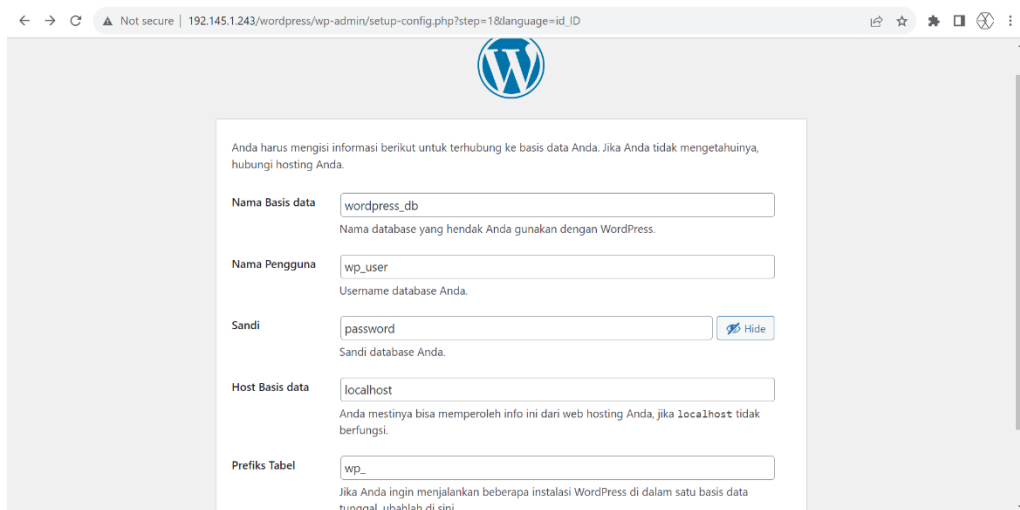 Not secure | 192.145.1.243/wordpress/wp-admin/setup-config.php?step=1&language=id_ID
Anda harus mengisi informasi berikut untuk terhubung ke basis data Anda. Jika Anda tidak mengetahuinya,
hubungi hosting Anda.
Nama Basis data
wordpress_db
Nama database yang hendak Anda gunakan dengan WordPress.
Nama Pengguna
wp_user
Username database Anda.
Sandi
password
Hide
Sandi database Anda.
Host Basis data
localhost
Anda mestinya bisa memperoleh info ini dari web hosting Anda, jika localhost tidak
berfungsi.
Prefiks Tabel
wp_
Jika Anda ingin menjalankan beberapa instalasi WordPress di dalam satu basis data
tunggal, ubahlah di sini.